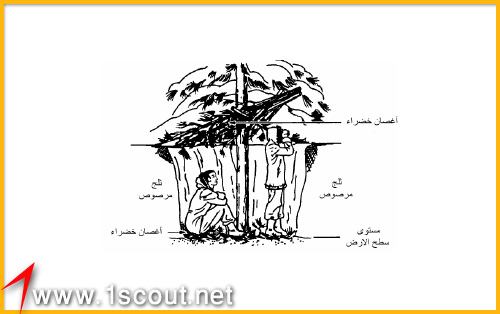 أغصان خضراء
ثلج
مرصوص
ثلج
مرصوص
أغصان خضراء
مستوى
سطح الارض
www.1scout.net